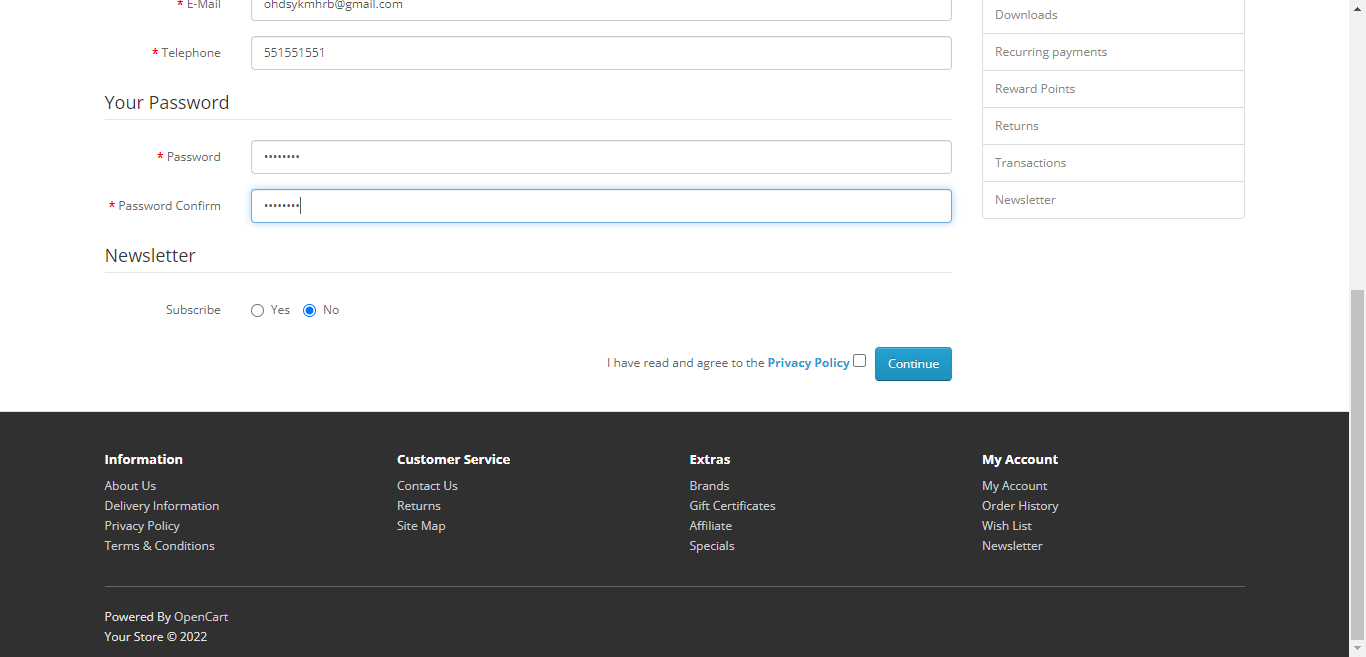 * E-Mail ohdsykmhrb@gmail.com
* Telephone 551551551
Your Password
* Password ••••••••
* Password Confirm ••••••••
Newsletter
Subscribe Yes No
I have read and agree to the Privacy Policy Continue
Downloads
Recurring payments
Reward Points
Returns
Transactions
Newsletter
Information
About Us
Delivery Information
Privacy Policy
Terms & Conditions
Customer Service
Contact Us
Returns
Site Map
Extras
Brands
Gift Certificates
Affiliate
Specials
My Account
My Account
Order History
Wish List
Newsletter
Powered By OpenCart
Your Store © 2022